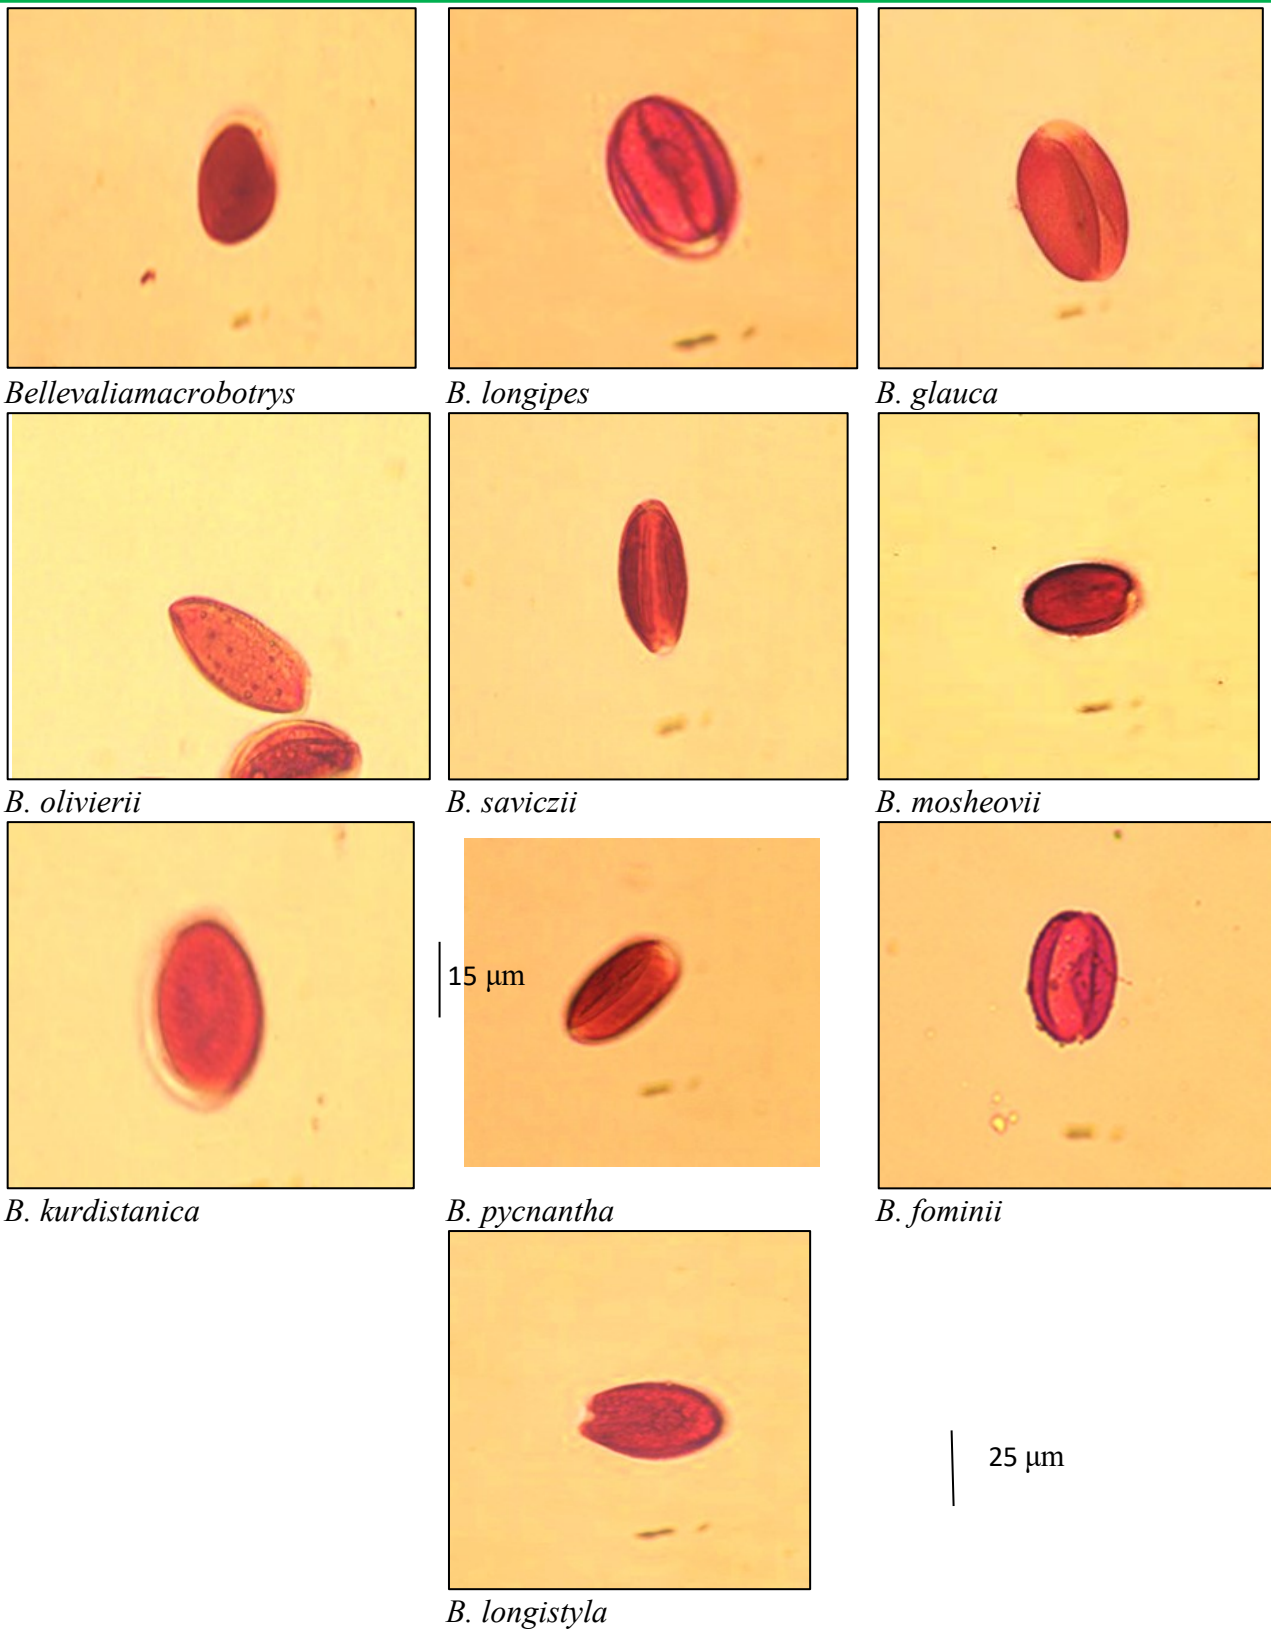 Bellevaliamacrobotrys
B. longipes
B. glauca
B. olivierii
B. saviczii
B. mosheovii
15 μm
B. kurdistanica
B. pycnantha
B. fominii
25 μm
B. longistyla